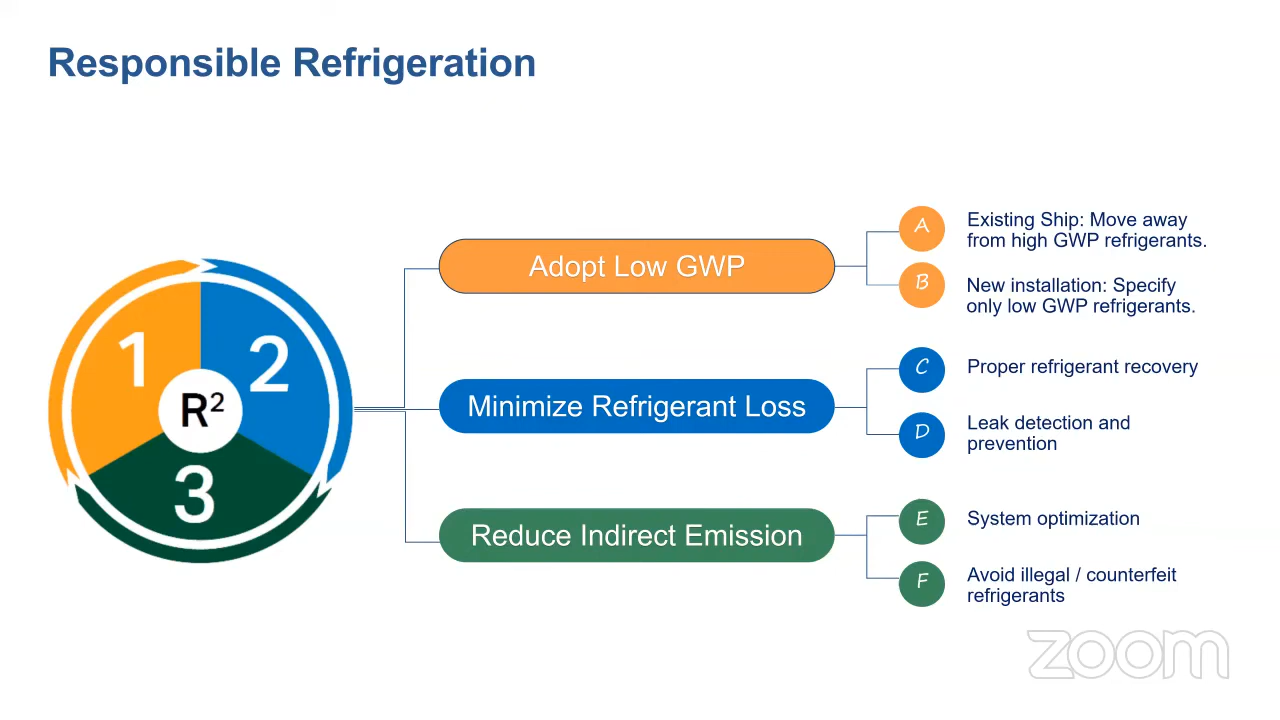 Responsible Refrigeration
1
2
R²
3
Adopt Low GWP
A
Existing Ship: Move away
from high GWP refrigerants.
B
New installation: Specify
only low GWP refrigerants.
Minimize Refrigerant Loss
C
Proper refrigerant recovery
D
Leak detection and
prevention
Reduce Indirect Emission
E
System optimization
F
Avoid illegal / counterfeit
refrigerants
zoom